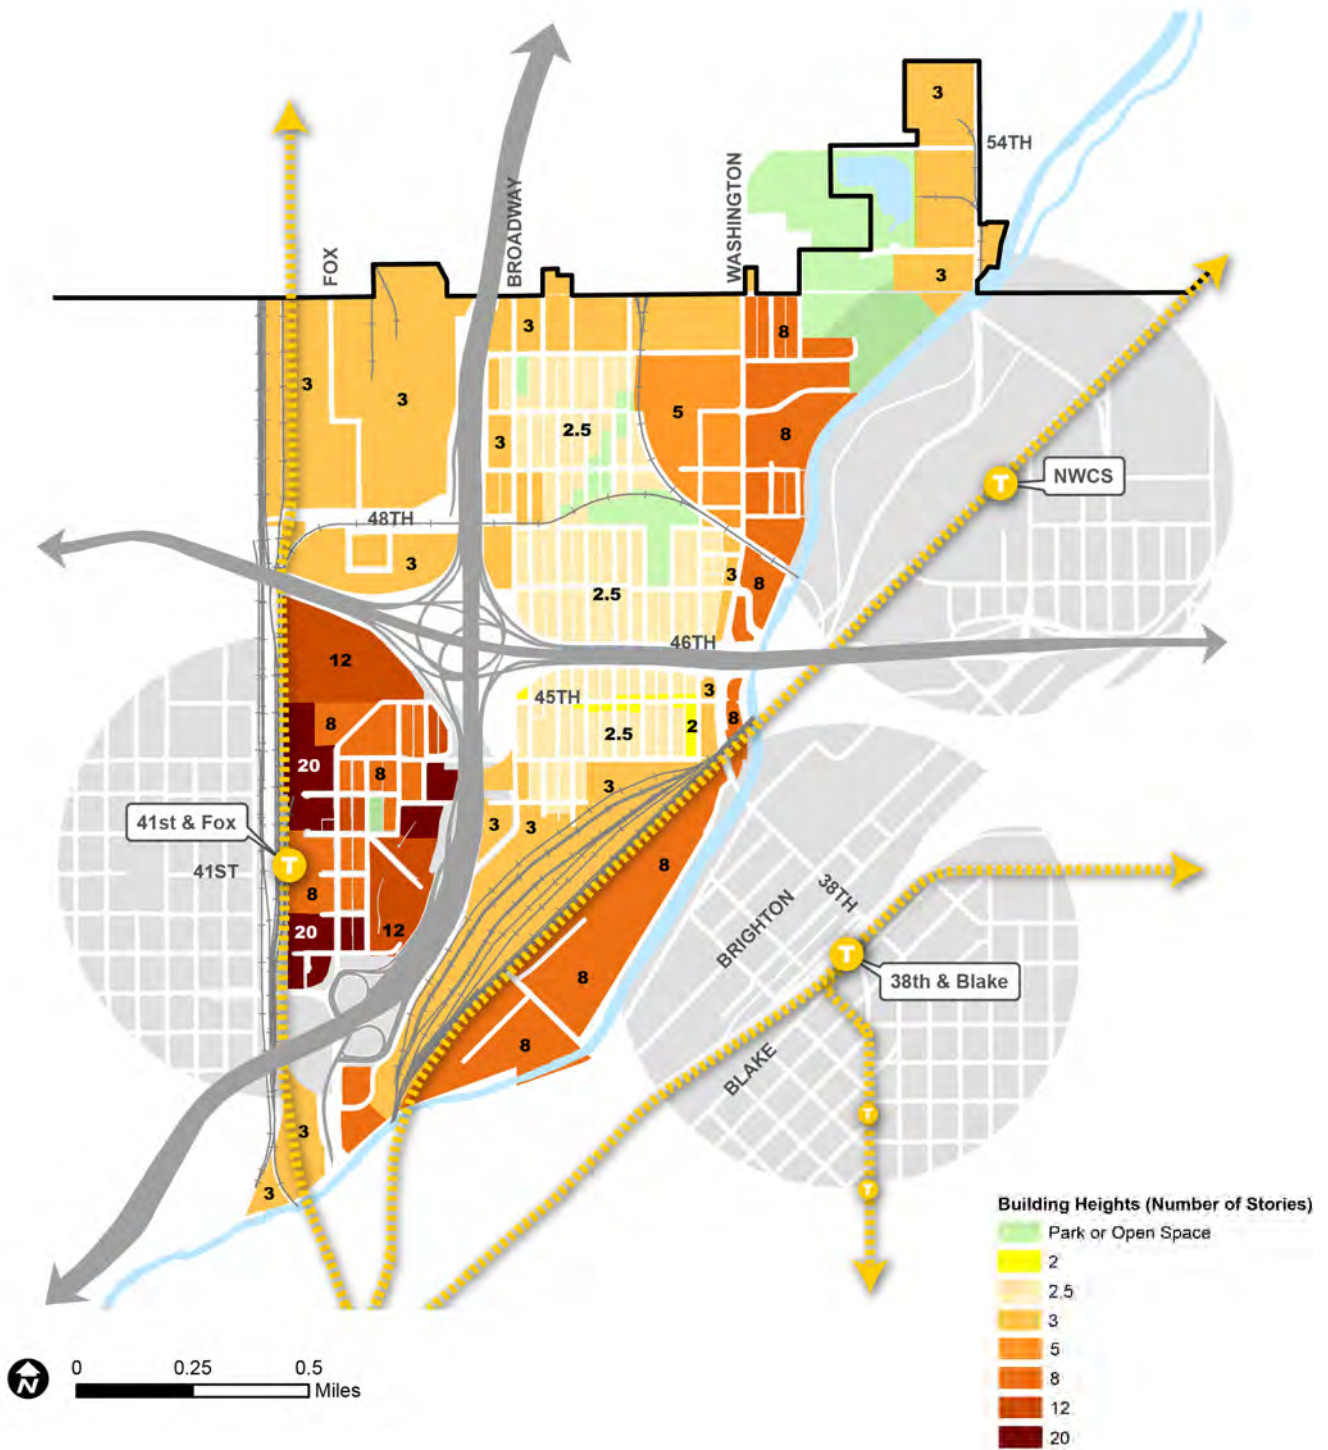 3
54TH
WASHINGTON
BROADWAY
FOX
3
3
8
3
3
5
2.5
3
8
NWCS
48TH
3
3
8
2.5
46TH
12
3
45TH
8
8
2
2.5
20
8
3
41st & Fox
3
3
8
41ST
38TH
8
BRIGHTON
20
12
T
38th & Blake
8
8
BLAKE
T
3
T
3
T
T
Building Heights (Number of Stories)
Park or Open Space
2
2.5
3
5
8
12
20
N
0 0.25 0.5
Miles